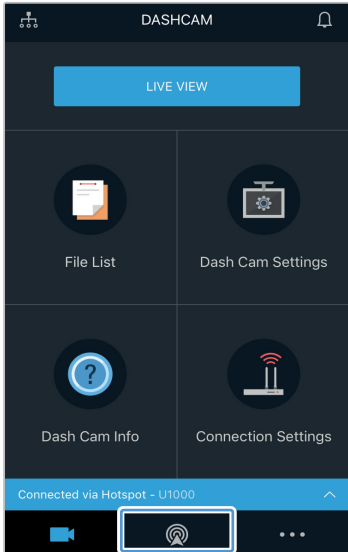 DASHCAM
LIVE VIEW
File List
Dash Cam Settings
?
Dash Cam Info
Connection Settings
Connected via Hotspot - U1000